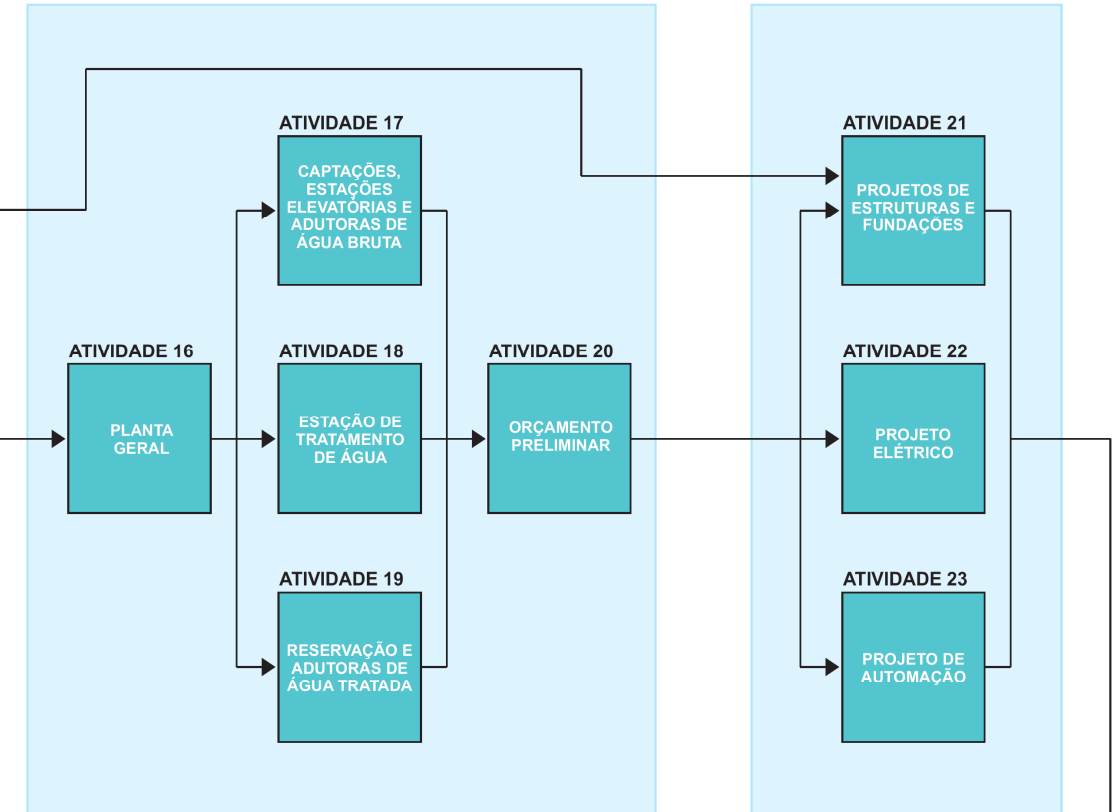 ATIVIDADE 17
CAPTAÇÕES,
ESTAÇÕES
ELEVATÓRIAS E
ADUTORAS DE
ÁGUA BRUTA
ATIVIDADE 21
PROJETOS DE
ESTRUTURAS E
FUNDAÇÕES
ATIVIDADE 16
PLANTA
GERAL
ATIVIDADE 18
ESTAÇÃO DE
TRATAMENTO
DE ÁGUA
ATIVIDADE 20
ORÇAMENTO
PRELIMINAR
ATIVIDADE 22
PROJETO
ELÉTRICO
ATIVIDADE 19
RESERVAÇÃO E
ADUTORAS DE
ÁGUA TRATADA
ATIVIDADE 23
PROJETO DE
AUTOMAÇÃO